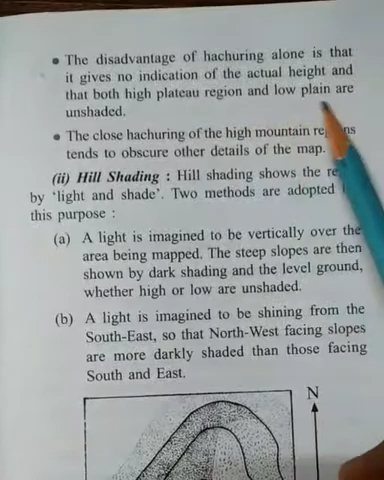 • The disadvantage of hachuring alone is that
it gives no indication of the actual height and
that both high plateau region and low plain are
unshaded.
• The close hachuring of the high mountain
tends to obscure other details of the map.
(ii) Hill Shading : Hill shading shows the
by ‘light and shade’. Two methods are adopted
this purpose :
(a) A light is imagined to be vertically over the
area being mapped. The steep slopes are then
shown by dark shading and the level ground,
whether high or low are unshaded.
(b) A light is imagined to be shining from the
South-East, so that North-West facing slopes
are more darkly shaded than those facing
South and East.
N